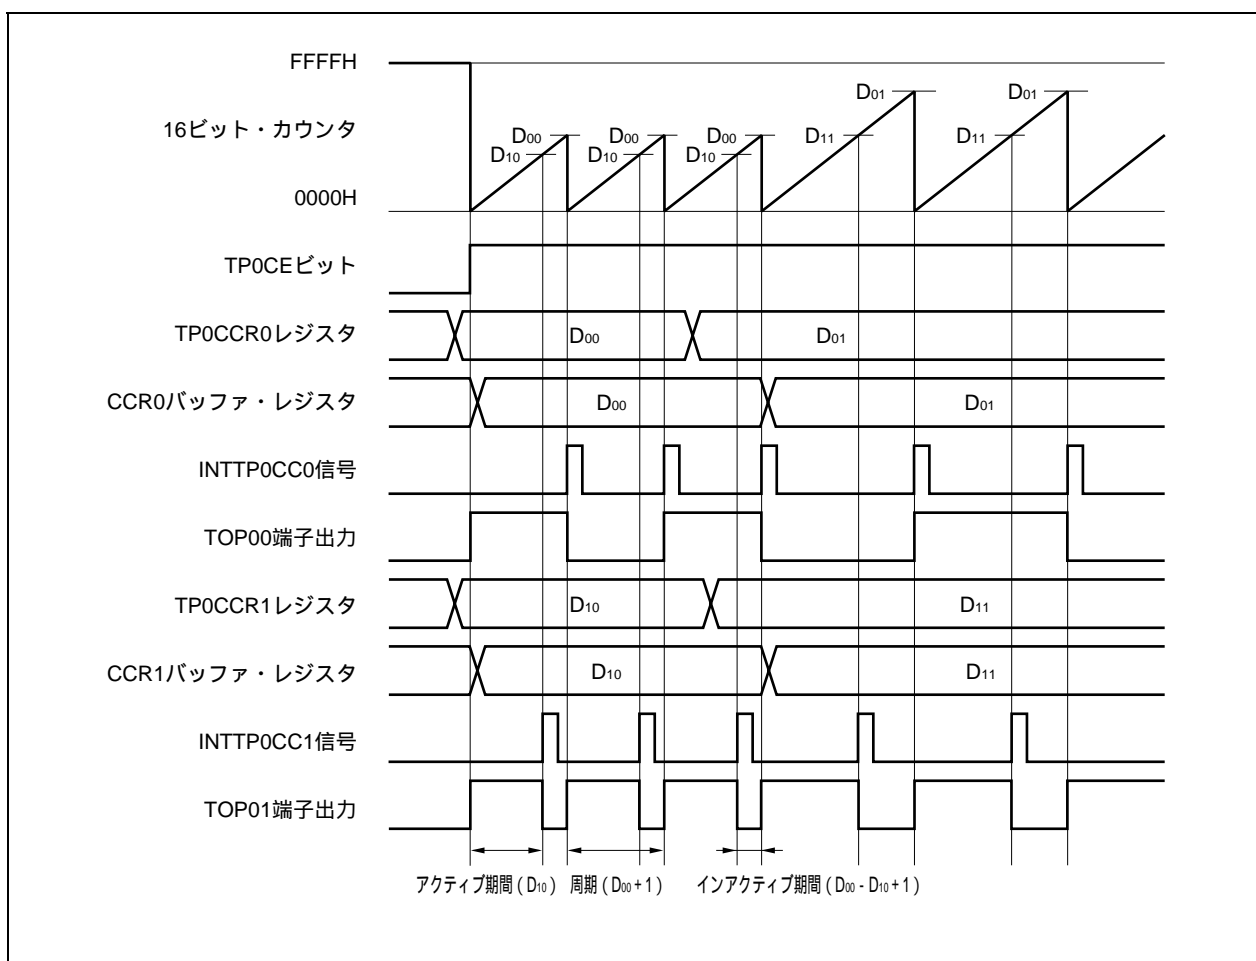 FFFFH
D01 D01
16ビット・カウンタ D00 D00 D00 D11 D11
D10 D10 D10
0000H
TP0CEビット
TP0CCR0レジスタ D00 D01
CCR0バッファ・レジスタ D00 D01
INTTP0CC0信号
TOP00端子出力
TP0CCR1レジスタ D10 D11
CCR1バッファ・レジスタ D10 D11
INTTP0CC1信号
TOP01端子出力
アクティブ期間(D10) 周期(D00+1) インアクティブ期間(D00 - D10+1)